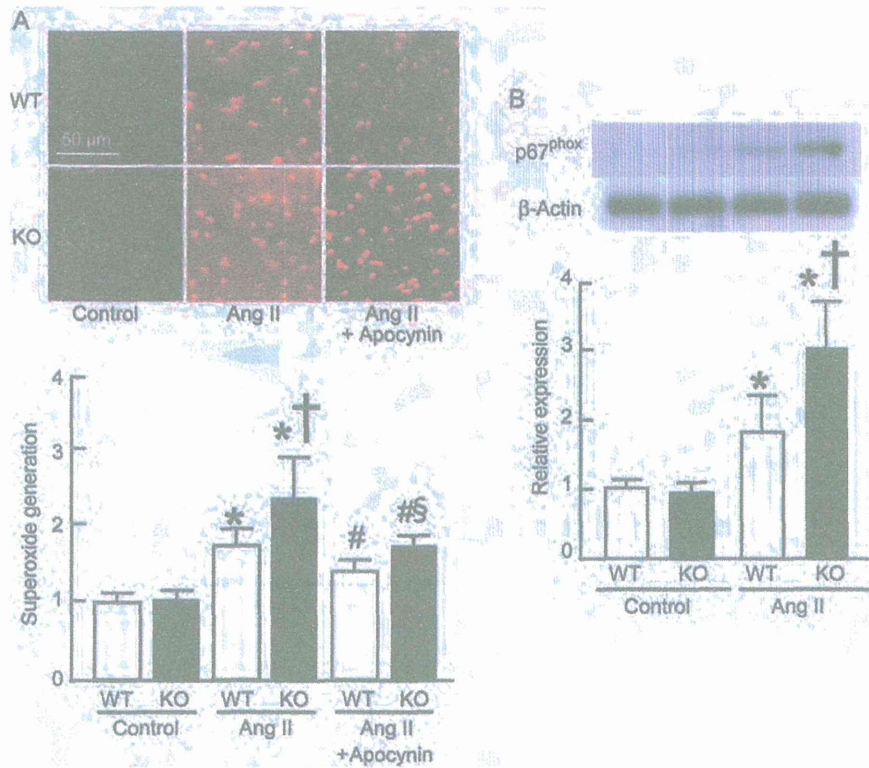 A
WT
50 μm
KO
Control
Ang II
Ang II
+ Apocynin
4
3
2
1
0
Superoxide generation
*
*†
#
#§
WT KO WT KO WT KO
Control Ang II Ang II
+Apocynin
B
p67phox
β-Actin
4
3
2
1
0
Relative expression
*
*†
WT KO WT KO
Control Ang II